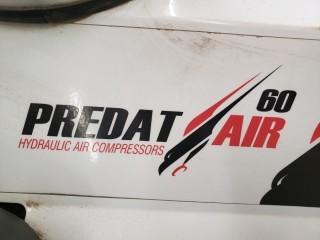 60
PREDATAIR
HYDRAULIC AIR COMPRESSORS